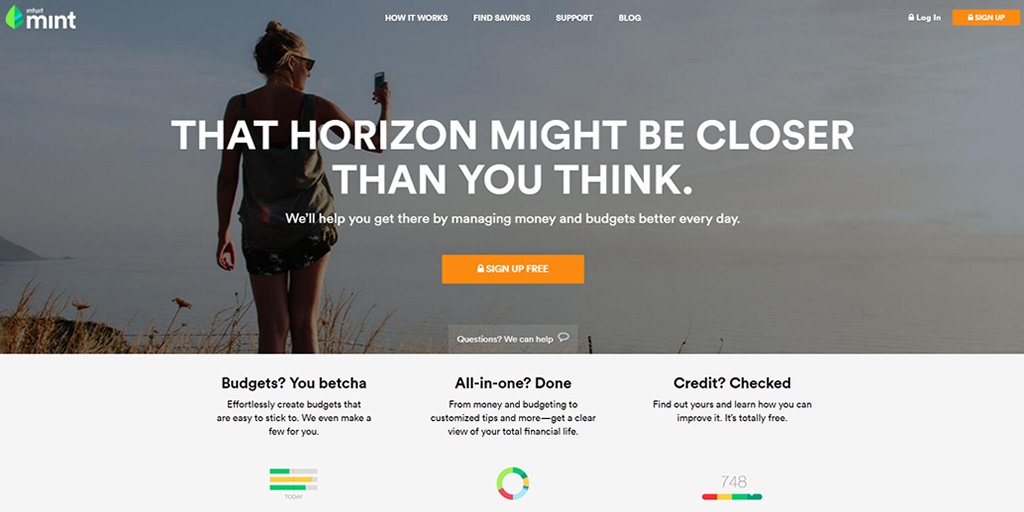 intuit
mint
HOW IT WORKS FIND SAVINGS SUPPORT BLOG
Log In SIGN UP
THAT HORIZON MIGHT BE CLOSER
THAN YOU THINK.
We'll help you get there by managing money and budgets better every day.
SIGN UP FREE
Questions? We can help
Budgets? You betcha
Effortlessly create budgets that
are easy to stick to. We even make a
few for you.
TODAY
All-in-one? Done
From money and budgeting to
customized tips and more—get a clear
view of your total financial life.
Credit? Checked
Find out yours and learn how you can
improve it. It's totally free.
748